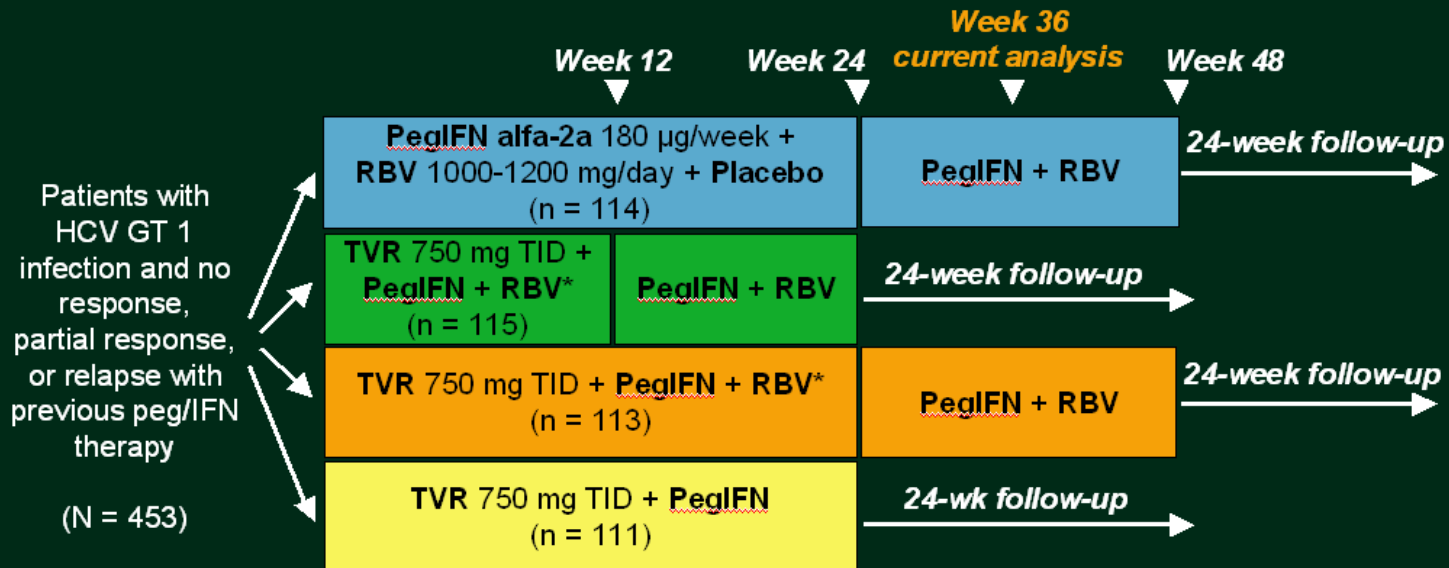 Week 36
current analysis
Week 12
Week 24
Week 48
Patients with
HCV GT 1
infection and no
response,
partial response,
or relapse with
previous peg/IFN
therapy
(N = 453)
PegIFN alfa-2a 180 µg/week +
RBV 1000-1200 mg/day + Placebo
(n = 114)
PegIFN + RBV
24-week follow-up
TVR 750 mg TID +
PegIFN + RBV*
(n = 115)
PegIFN + RBV
24-week follow-up
TVR 750 mg TID + PegIFN + RBV*
(n = 113)
PegIFN + RBV
24-week follow-up
TVR 750 mg TID + PegIFN
(n = 111)
24-wk follow-up